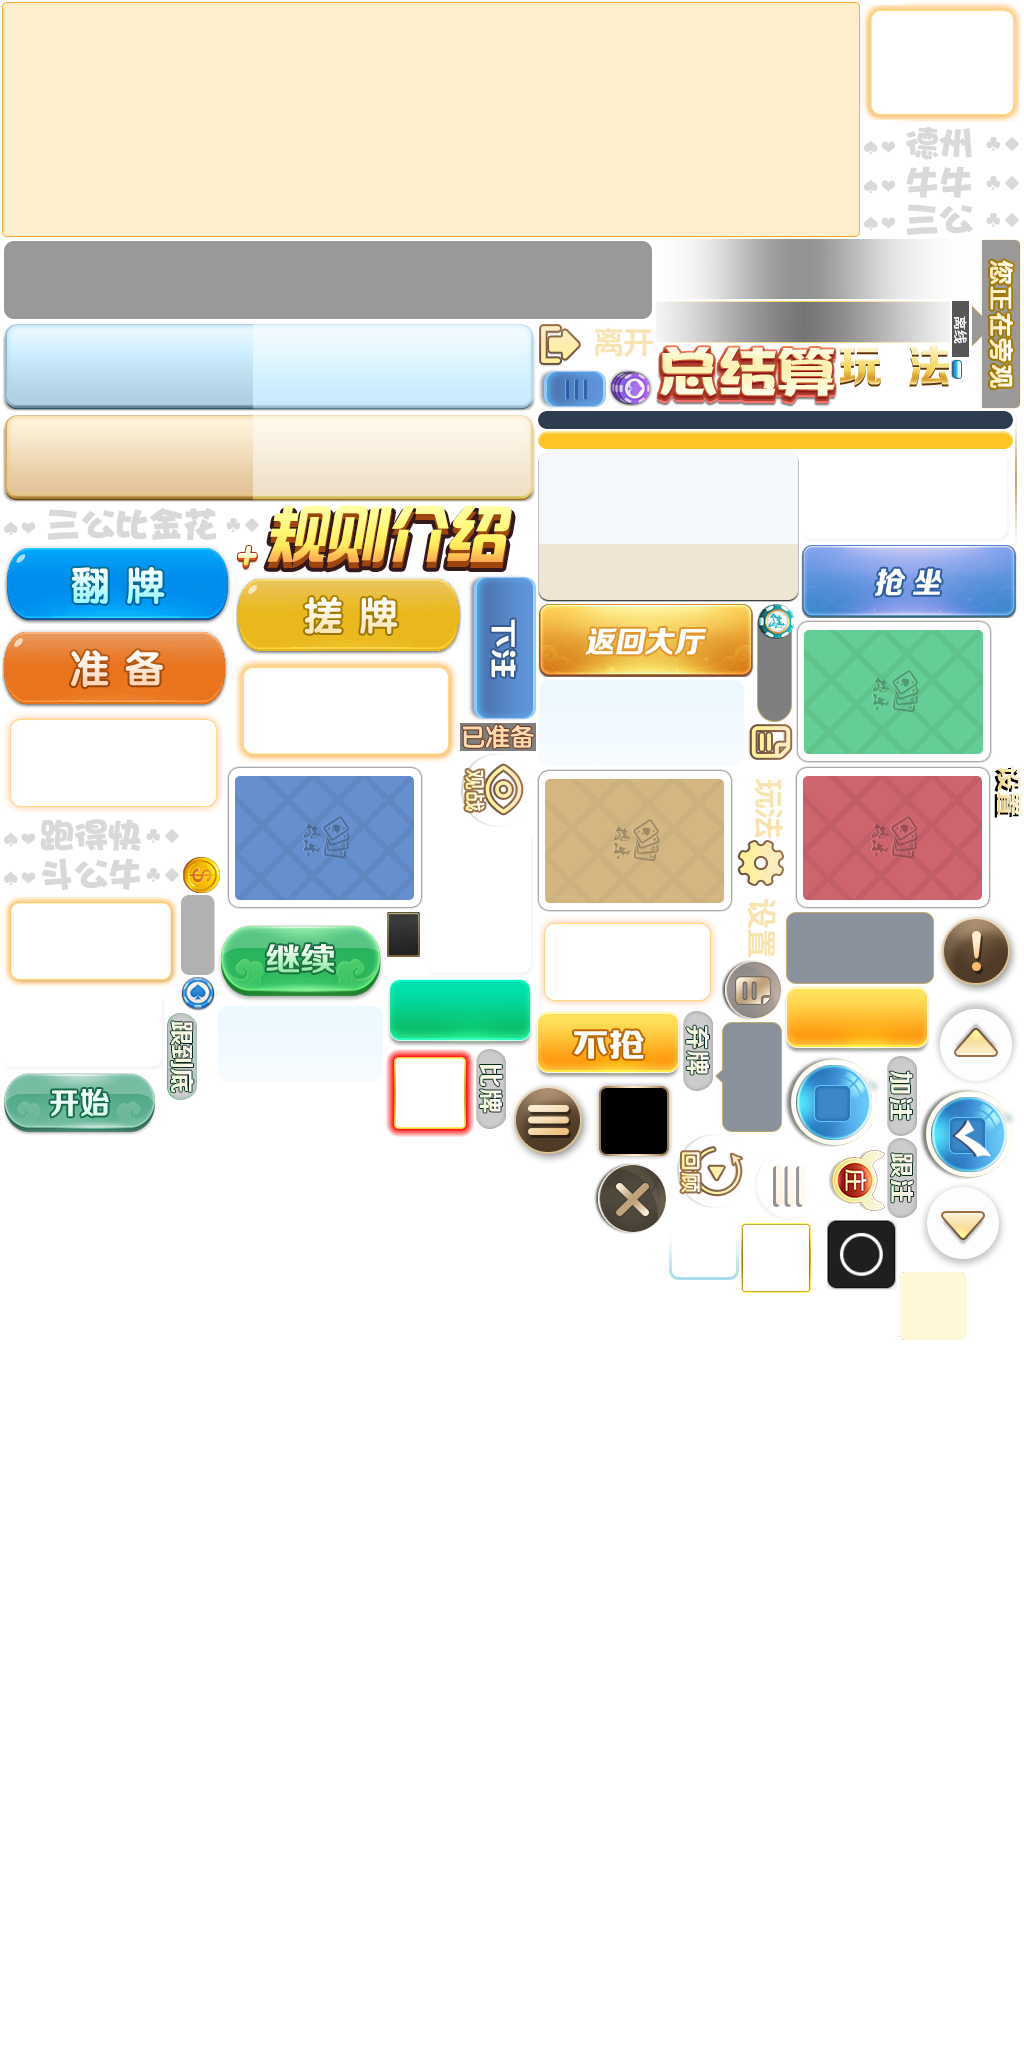 德州
牛牛
三公
您正在旁观
离线
离开
总结算
玩 法
三公比金花
规则介绍
翻 牌
抢 坐
搓 牌
下注
返回大厅
准 备
已准备
观战
玩法
设置
跑得快
斗公牛
设置
继续
跟到底
不抢
弃牌
开始
比牌
加注
回顾
庄
跟注